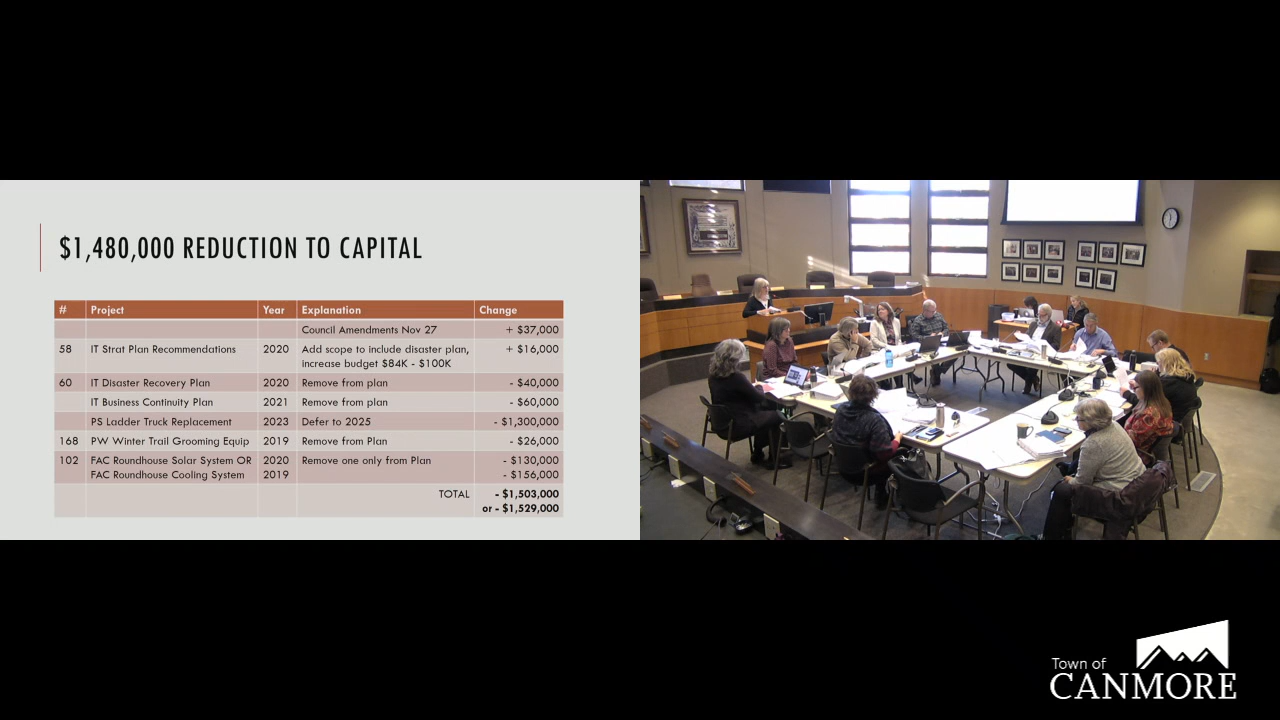 $1,480,000 REDUCTION TO CAPITAL
# Project Year Explanation Change
Council Amendments Nov 27 + $37,000
58 IT Strat Plan Recommendations 2020 Add scope to include disaster plan, + $16,000
increase budget $84K - $100K
60 IT Disaster Recovery Plan 2020 Remove from plan - $40,000
IT Business Continuity Plan 2021 Remove from plan - $60,000
PS Ladder Truck Replacement 2023 Defer to 2025 - $1,300,000
168 PW Winter Trail Grooming Equip 2019 Remove from Plan - $26,000
102 FAC Roundhouse Solar System OR 2020 Remove one only from Plan - $130,000
FAC Roundhouse Cooling System 2019 - $156,000
TOTAL - $1,503,000
or - $1,529,000
Town of
CANMORE